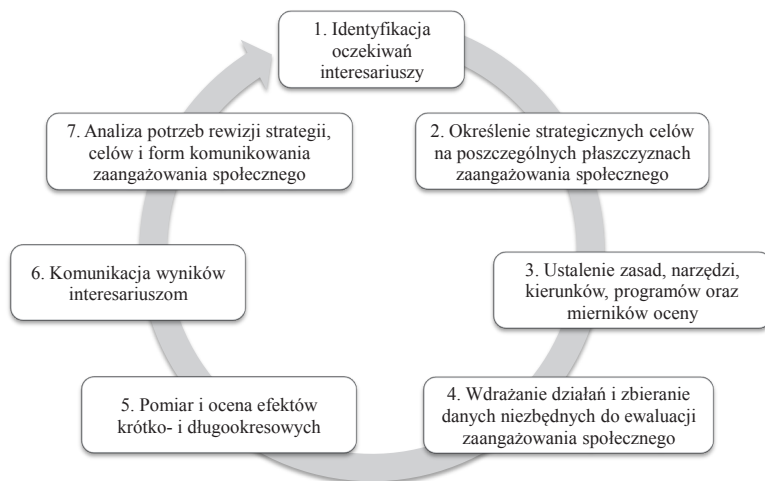 1. Identyfikacja
oczekiwań
interesariuszy
2. Określenie strategicznych celów
na poszczególnych płaszczyznach
zaangażowania społecznego
3. Ustalenie zasad, narzędzi,
kierunków, programów oraz
mierników oceny
4. Wdrażanie działań i zbieranie
danych niezbędnych do ewaluacji
zaangażowania społecznego
5. Pomiar i ocena efektów
krótko- i długookresowych
6. Komunikacja wyników
interesariuszom
7. Analiza potrzeb rewizji strategii,
celów i form komunikowania
zaangażowania społecznego